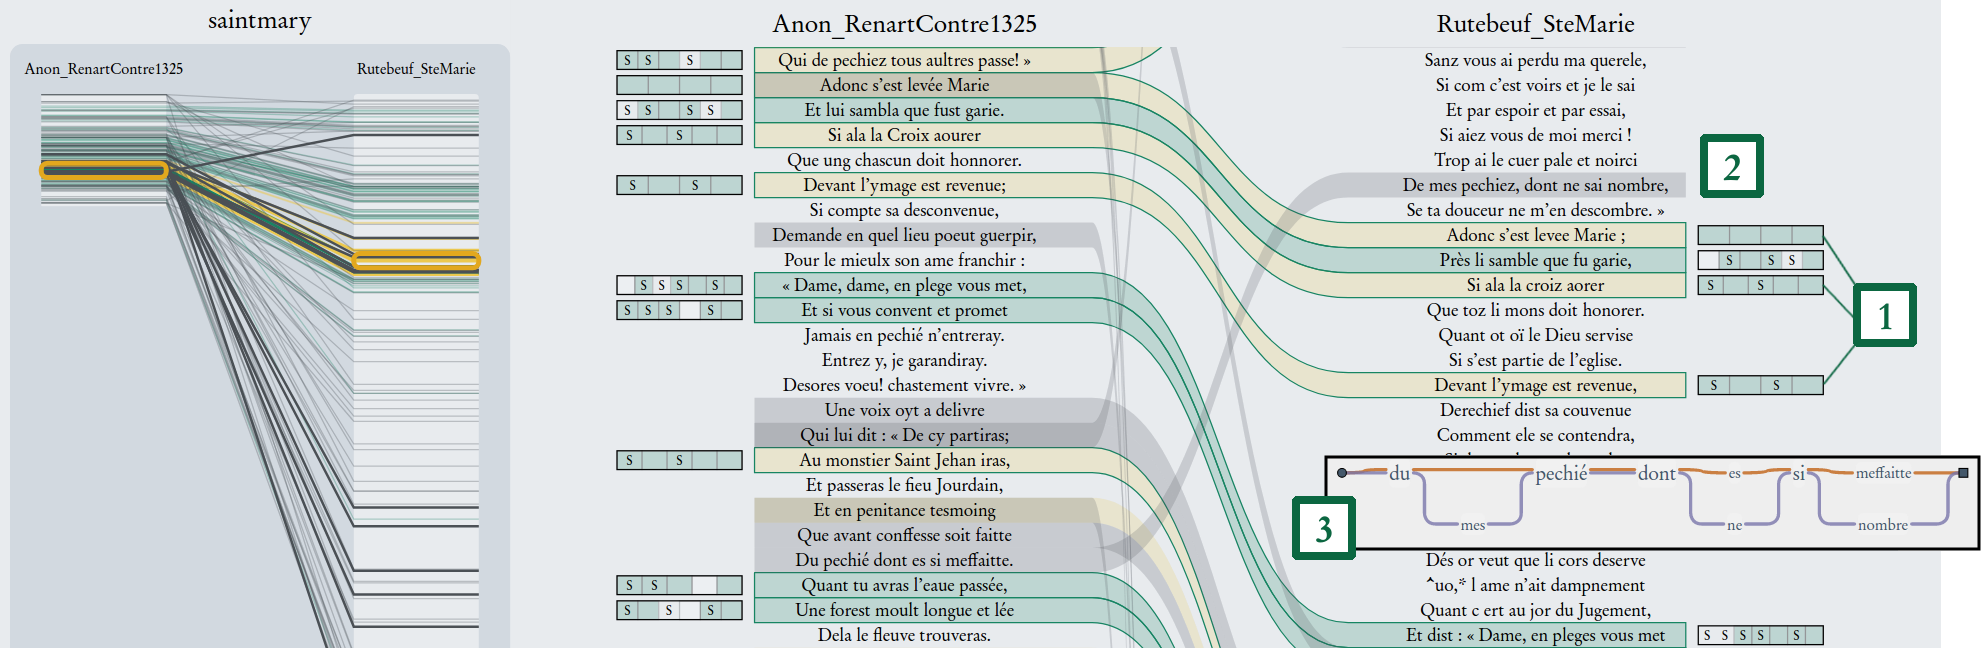 saintmary
Anon_RenartContre1325
Rutebeuf_SteMarie
Anon_RenartContre1325
S S S
Qui de pechiez tous aultres passe! »
Adonc s'est levée Marie
S S S S
Et lui sambla que fust garie.
S S
Si ala la Croix aourer
Que ung chascun doit honnorer.
S S
Devant l'ymage est revenue;
Si compte sa desconvenue,
Demande en quel lieu poeut guerpir,
Pour le mieulx son ame franchir :
S S S S
« Dame, dame, en plege vous met,
S S S S
Et si vous convent et promet
Jamais en pechié n'entreray.
Entrez y, je garandiray.
Desores voeu! chastement vivre. »
Une voix oyt a delivre
Qui lui dit : « De cy partiras;
S S
Au monstier Saint Jehan iras,
Et passeras le fieu Jourdain,
Et en penitance tesmoing
Que avant conffesse soit faitte
Du pechié dont es si meffaitte.
S S
Quant tu avras l'eaue passée,
S S S
Une forest moult longue et lée
Dela le fleuve trouveras.
Rutebeuf_SteMarie
Sanz vous ai perdu ma querele,
Si com c'est voirs et je le sai
Et par espoir et par essai,
Si aiez vous de moi merci !
Trop ai le cuer pale et noirci
De mes pechiez, dont ne sai nombre,
Se ta douceur ne m'en descombre. »
Adonc s'est levee Marie ;
Près li samble que fu garie,
S S S
Si ala la croiz aorer
S S
Que toz li mons doit honorer.
Quant ot oï le Dieu servise
Si s'est partie de l'eglise.
Devant l'ymage est revenue,
S S
Derechief dist sa couvenue
Comment ele se contendra,
Dés or veut que li cors deserve
^uo,* l ame n'ait dampnement
Quant c ert au jor du Jugement,
Et dist : « Dame, en pleges vous met
S S S S S
2
1
3
du pechié dont es si meffaitte
mes ne nombre